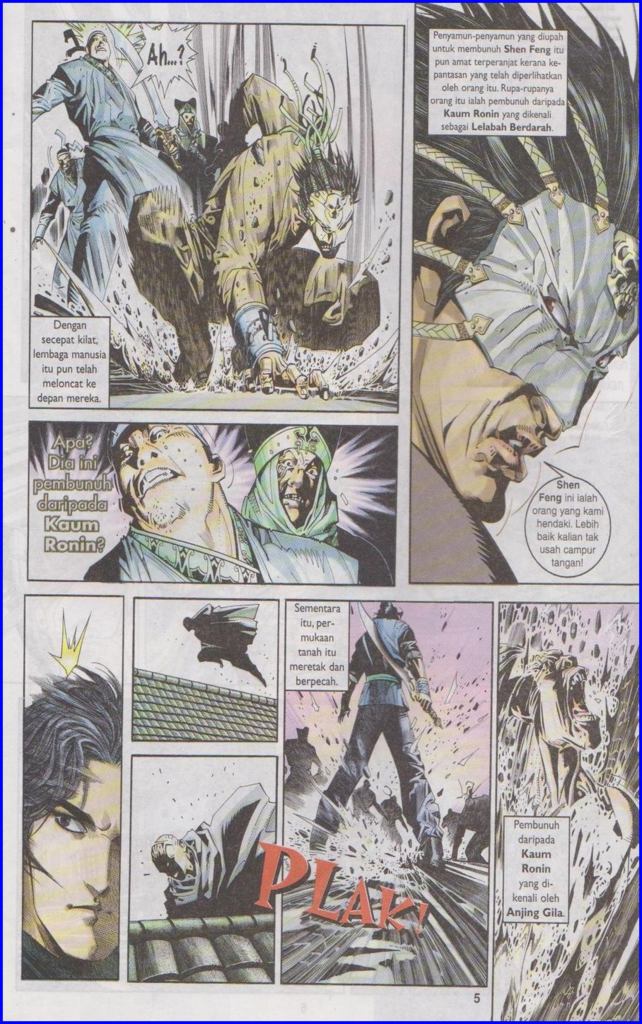 Ah...?
Penyamun-penyamun yang diupah
untuk membunuh Shen Feng itu
pun amat terperanjat kerana ke-
pantasan yang telah diperlihatkan
oleh orang itu. Rupa-rupanya
orang itu ialah pembunuh daripada
Kaum Ronin yang dikenali
sebagai Lelabah Berdarah.
Dengan
secepat kilat,
lembaga manusia
itu pun telah
meloncat ke
depan mereka.
Apa?
Dia ini
pembunuh
daripada
Kaum
Ronin?
Shen
Feng ini ialah
orang yang kami
hendaki. Lebih
baik kalian tak
usah campur
tangan!
Sementara
itu, per-
mukaan
tanah itu
meretak dan
berpecah.
PLAK!
Pembunuh
daripada
Kaum
Ronin
yang di-
kenali oleh
Anjing Gila.
5